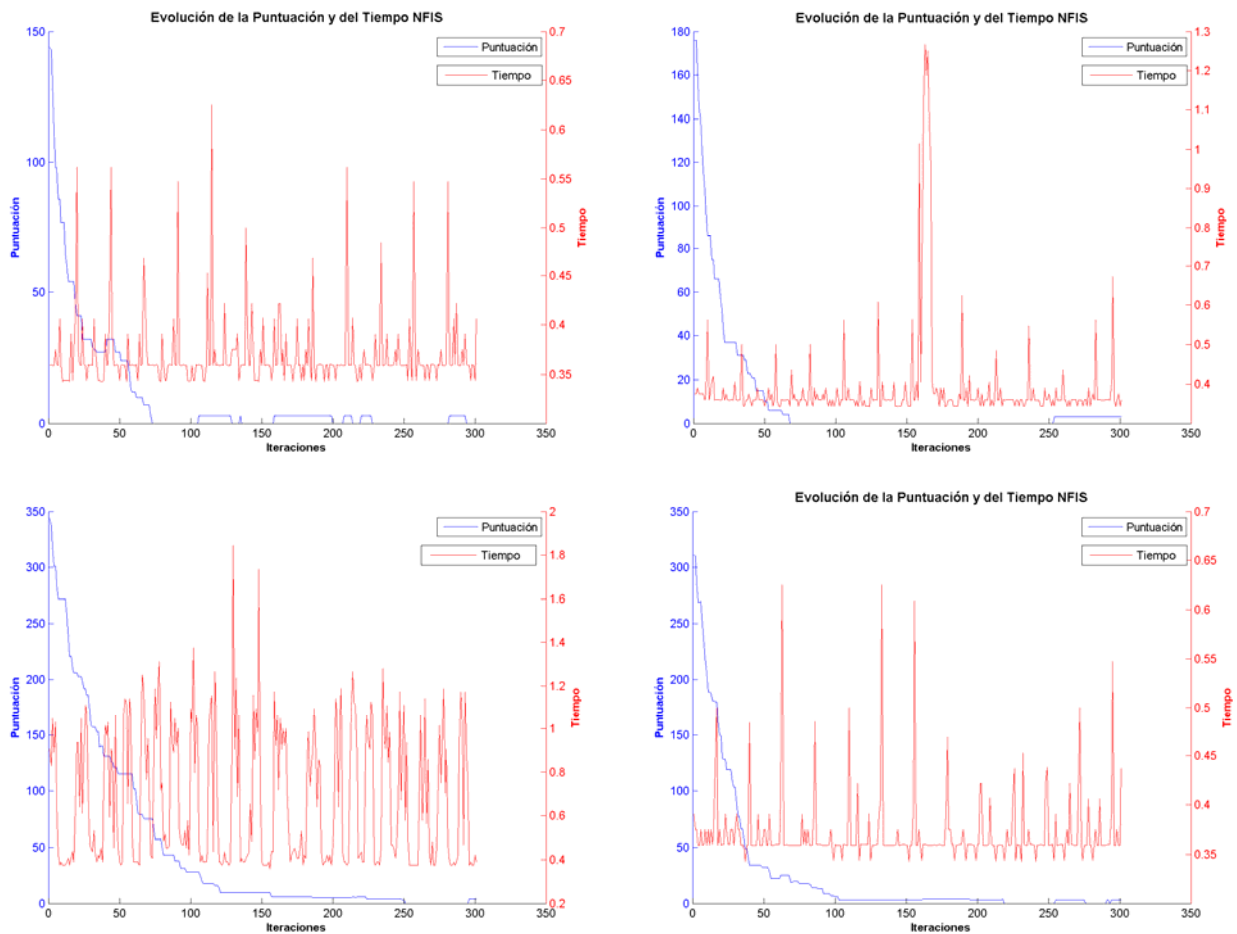 Evolución de la Puntuación y del Tiempo NFIS
150
100
50
0
Puntuación
Puntuación
Tiempo
0.7
0.65
0.6
0.55
0.5
0.45
0.4
0.35
Tiempo
0 50 100 150 200 250 300 350
Iteraciones
Evolución de la Puntuación y del Tiempo NFIS
180
160
140
120
100
80
60
40
20
0
Puntuación
Puntuación
Tiempo
1.3
1.2
1.1
1
0.9
0.8
0.7
0.6
0.5
0.4
Tiempo
0 50 100 150 200 250 300 350
Iteraciones
350
300
250
200
150
100
50
0
Puntuación
Puntuación
Tiempo
2
1.8
1.6
1.4
1.2
1
0.8
0.6
0.4
0.2
Tiempo
0 50 100 150 200 250 300 350
Iteraciones
Evolución de la Puntuación y del Tiempo NFIS
350
300
250
200
150
100
50
0
Puntuación
Puntuación
Tiempo
0.7
0.65
0.6
0.55
0.5
0.45
0.4
0.35
Tiempo
0 50 100 150 200 250 300 350
Iteraciones